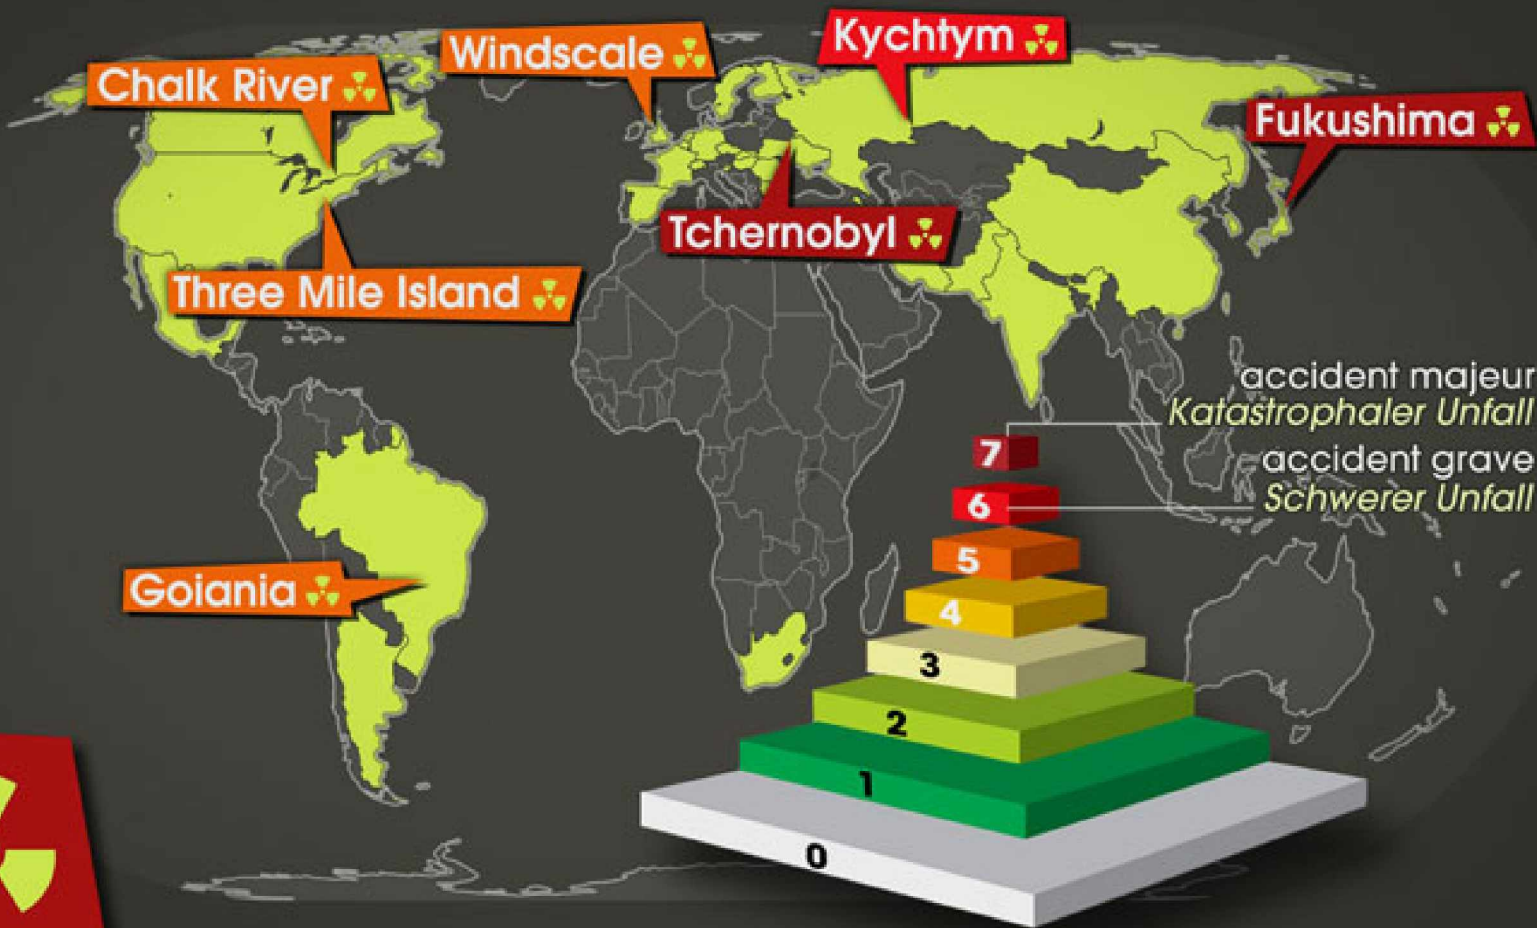 Windscale
Kychtym
Chalk River
Fukushima
Tchernobyl
Three Mile Island
accident majeur
Katastrophaler Unfall
7
accident grave
Schwerer Unfall
6
5
Goiania
4
3
2
1
0